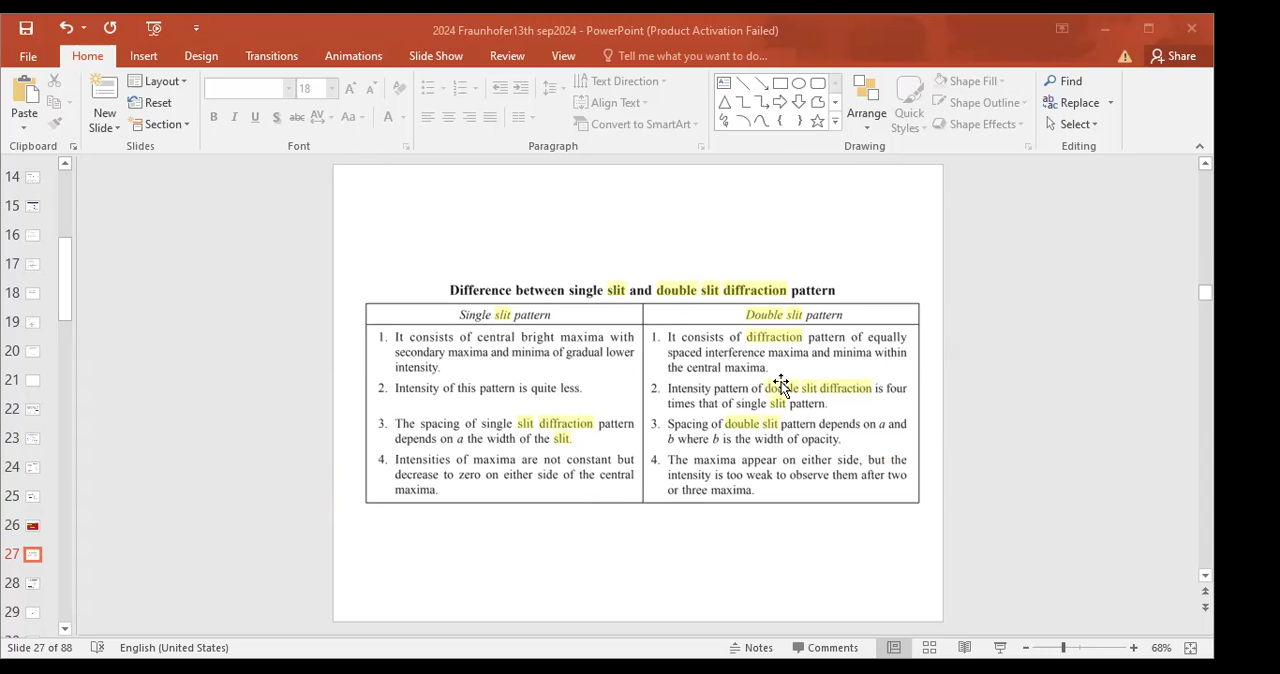 2024 Fraunhofer13th sep2024 - PowerPoint (Product Activation Failed)
File Home Insert Design Transitions Animations Slide Show Review View Tell me what you want to do... Share
Paste
New Slide
Layout
Reset
Section
18
B I U S abc AV Aa A
Text Direction
Align Text
Convert to SmartArt
Arrange
Quick Styles
Shape Fill
Shape Outline
Shape Effects
Find
Replace
Select
Clipboard Slides Font Paragraph Drawing Editing
14
15
16
17
18
19
20
21
22
23
24
25
26
27
28
29
Difference between single slit and double slit diffraction pattern
Single slit pattern
1. It consists of central bright maxima with
secondary maxima and minima of gradual lower
intensity.
2. Intensity of this pattern is quite less.
3. The spacing of single slit diffraction pattern
depends on a the width of the slit.
4. Intensities of maxima are not constant but
decrease to zero on either side of the central
maxima.
Double slit pattern
1. It consists of diffraction pattern of equally
spaced interference maxima and minima within
the central maxima.
2. Intensity pattern of double slit diffraction is four
times that of single slit pattern.
3. Spacing of double slit pattern depends on a and
b where b is the width of opacity.
4. The maxima appear on either side, but the
intensity is too weak to observe them after two
or three maxima.
Slide 27 of 88 English (United States) Notes Comments 68%